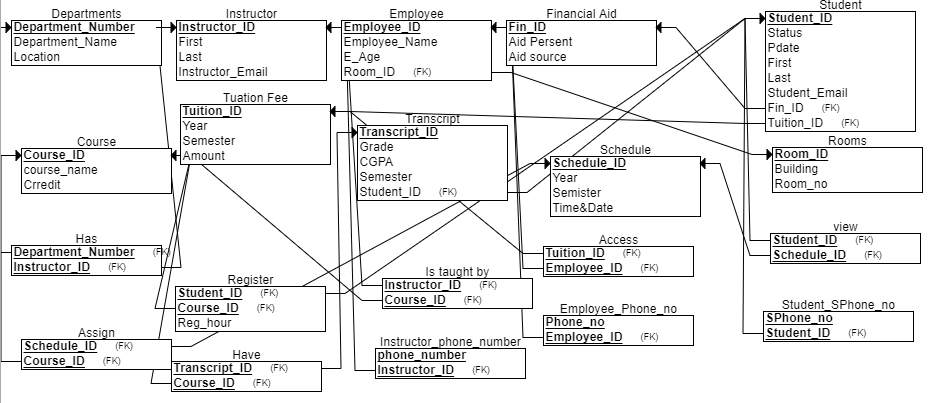 Departments
Department_Number
Department_Name
Location
Instructor
Instructor_ID
First
Last
Instructor_Email
Employee
Employee_ID
Employee_Name
E_Age
Room_ID (FK)
Financial Aid
Fin_ID
Aid Persent
Aid source
Student
Student_ID
Status
Pdate
First
Last
Student_Email
Fin_ID (FK)
Tuition_ID (FK)
Tuation Fee
Tuition_ID
Year
Semester
Amount
Transcript
Transcript_ID
Grade
CGPA
Semester
Student_ID (FK)
Course
Course_ID
course_name
Crredit
Schedule
Schedule_ID
Year
Semister
Time&Date
Rooms
Room_ID
Building
Room_no
Has
Department_Number (FK)
Instructor_ID (FK)
Access
Tuition_ID (FK)
Employee_ID (FK)
view
Student_ID (FK)
Schedule_ID (FK)
Register
Student_ID (FK)
Course_ID (FK)
Reg_hour
Is taught by
Instructor_ID (FK)
Course_ID (FK)
Employee_Phone_no
Phone_no
Employee_ID (FK)
Student_SPhone_no
SPhone_no
Student_ID (FK)
Assign
Schedule_ID (FK)
Course_ID (FK)
Have
Transcript_ID (FK)
Course_ID (FK)
Instructor_phone_number
phone_number
Instructor_ID (FK)